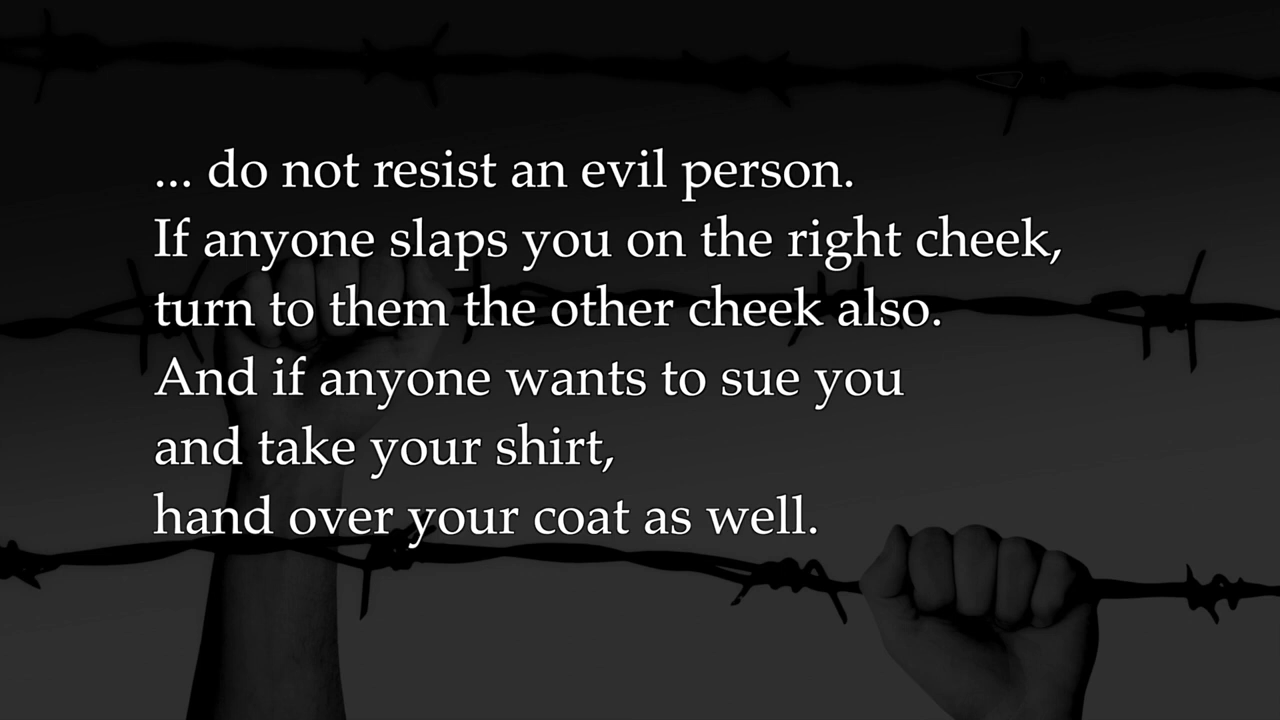 ... do not resist an evil person.
If anyone slaps you on the right cheek,
turn to them the other cheek also.
And if anyone wants to sue you
and take your shirt,
hand over your coat as well.